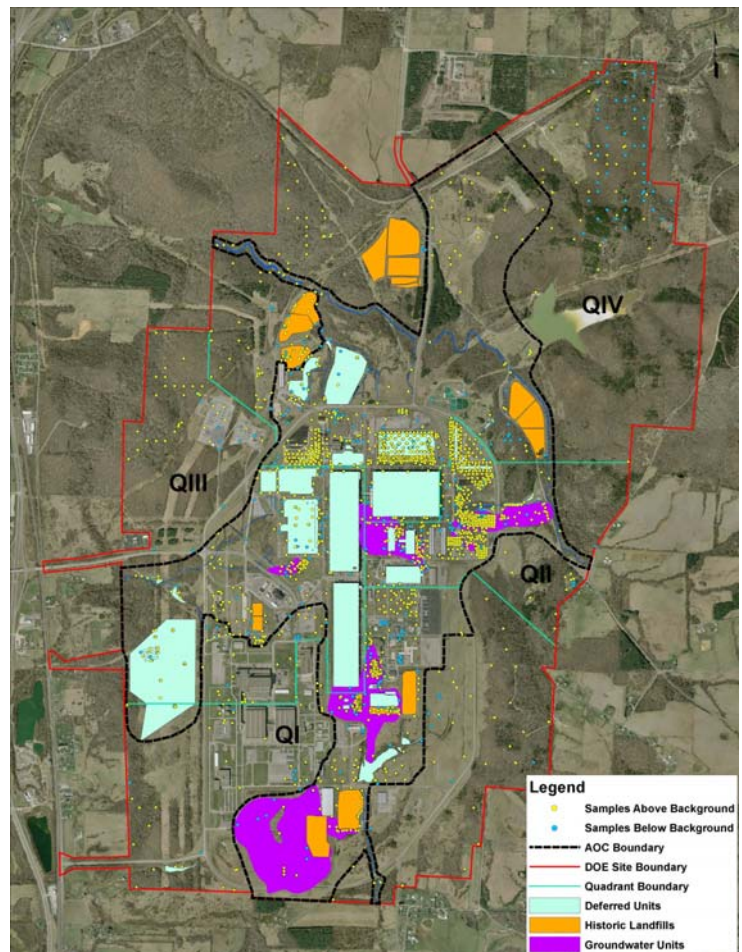 QIV
QIII
QII
QI
Legend
Samples Above Background
Samples Below Background
AOC Boundary
DOE Site Boundary
Quadrant Boundary
Deferred Units
Historic Landfills
Groundwater Units